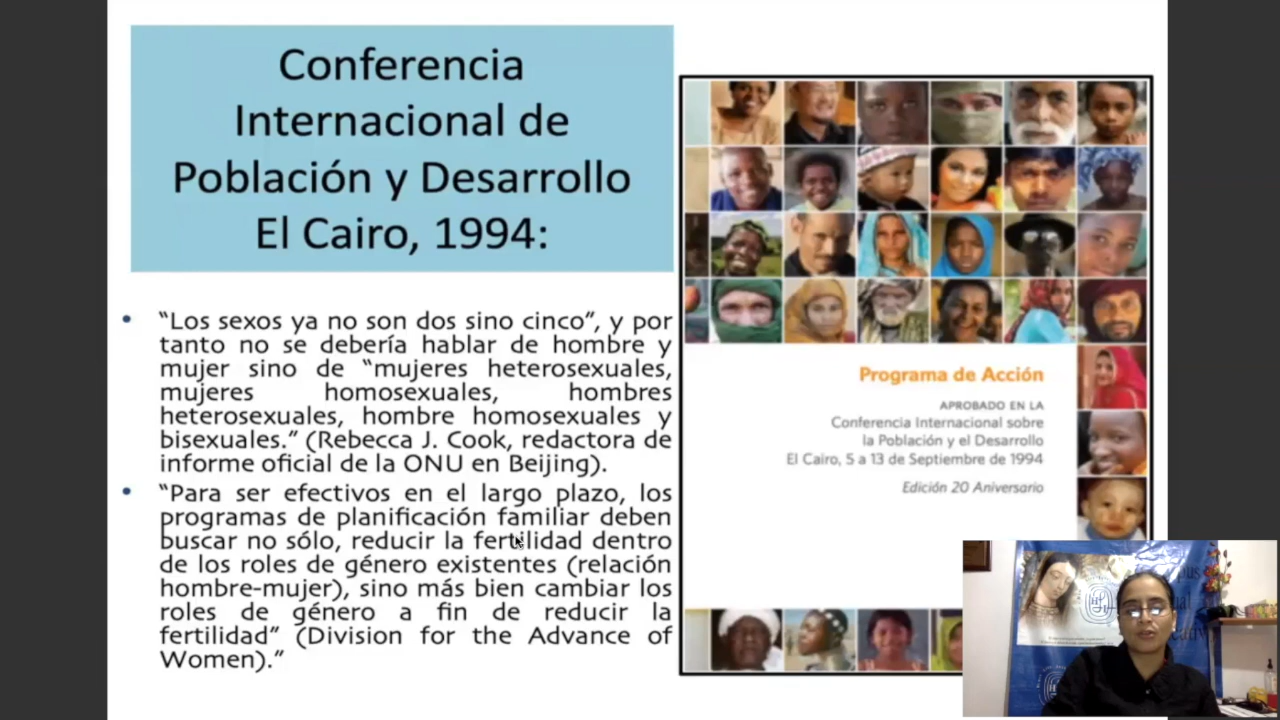 Conferencia
Internacional de
Población y Desarrollo
El Cairo, 1994:
• “Los sexos ya no son dos sino cinco”, y por
tanto no se debería hablar de hombre y
mujer sino de “mujeres heterosexuales,
mujeres homosexuales, hombres
heterosexuales, hombre homosexuales y
bisexuales.” (Rebecca J. Cook, redactora de
informe oficial de la ONU en Beijing).
• “Para ser efectivos en el largo plazo, los
programas de planificación familiar deben
buscar no sólo, reducir la fertilidad dentro
de los roles de género existentes (relación
hombre-mujer), sino más bien cambiar los
roles de género a fin de reducir la
fertilidad” (Division for the Advance of
Women).”
Programa de Acción
APROBADO EN LA
Conferencia Internacional sobre
la Población y el Desarrollo
El Cairo, 5 a 13 de Septiembre de 1994
Edición 20 Aniversario